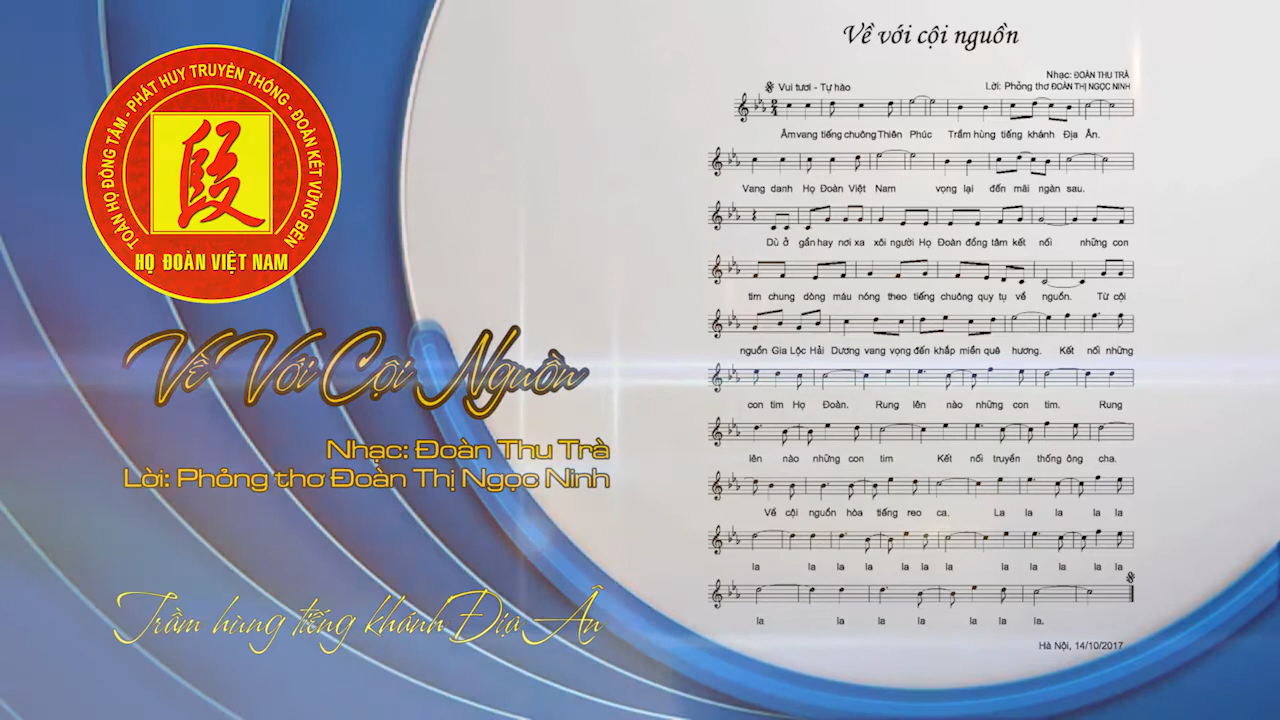 TOÀN HỌ ĐỒNG TÂM - PHÁT HUY TRUYỀN THỐNG - ĐOÀN KẾT VỮNG BỀN
段
HỌ ĐOÀN VIỆT NAM
Về Với Cội Nguồn
Nhạc: Đoàn Thu Trà
Lời: Phỏng thơ Đoàn Thị Ngọc Ninh
Trầm hùng tiếng khánh Địa Ân
Về với cội nguồn
Nhạc: ĐOÀN THU TRÀ
Vui tươi - Tự hào
Lời: Phỏng thơ ĐOÀN THỊ NGỌC NINH
2 4
Âm vang tiếng chuông Thiên Phúc Trầm hùng tiếng khánh Địa Ân.
Vang danh Họ Đoàn Việt Nam vọng lại đến mãi ngàn sau.
Dù ở gần hay nơi xa xôi người Họ Đoàn đồng tâm kết nối những con
tim chung dòng máu nóng theo tiếng chuông quy tụ về nguồn. Từ cội
nguồn Gia Lộc Hải Dương vang vọng đến khắp miền quê hương. Kết nối những
con tim Họ Đoàn. Rung lên nào những con tim. Rung
lên nào những con tim Kết nối truyền thống ông cha.
Về cội nguồn hòa tiếng reo ca. La la la la la
la la la la la la la la la la
la la la la la la.
Hà Nội, 14/10/2017